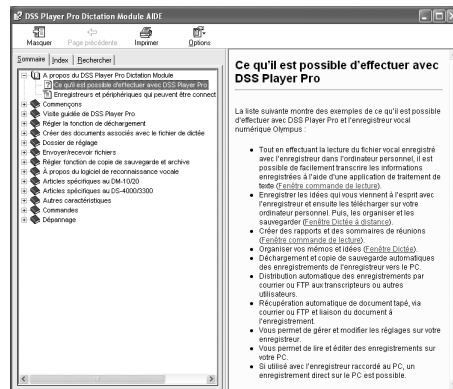 DSS Player Pro Dictation Module AIDE
Masquer Page précédente Imprimer Options
Sommaire Index Rechercher
A propos du DSS Player Pro Dictation Module
Ce qu'il est possible d'effectuer avec DSS Player Pro
Enregistreurs et périphériques qui peuvent être connect
Commençons
Visite guidée de DSS Player Pro
Régler la fonction de déchargement
Créer des documents associés avec le fichier de dictée
Dossier de réglage
Envoyer/recevoir fichiers
Régler fonction de copie de sauvegarde et archive
À propos du logiciel de reconnaissance vocale
Articles spécifiques au DM-10/20
Articles spécifiques au DS-4000/3300
Autres caractéristiques
Commandes
Dépannage
Ce qu'il est possible d'effectuer avec
DSS Player Pro
La liste suivante montre des exemples de ce qu'il est possible
d'effectuer avec DSS Player Pro et l'enregistreur vocal
numérique Olympus :
• Tout en effectuant la lecture du fichier vocal enregistré
avec l'enregistreur dans l'ordinateur personnel, il est
possible de facilement transcrire les informations
enregistrées à l'aide d'une application de traitement de
texte (Fenêtre commande de lecture).
• Enregistrer les idées qui vous viennent à l'esprit avec
l'enregistreur et ensuite les télécharger sur votre
ordinateur personnel. Puis, les organiser et les
sauvegarder (Fenêtre Dictée à distance).
• Créer des rapports et des sommaires de réunions
(Fenêtre commande de lecture).
• Organiser vos mémos et idées (Fenêtre Dictée).
• Déchargement et copie de sauvegarde automatiques
des enregistrements de l'enregistreur vers le PC.
• Distribution automatique des enregistrements par
courrier ou FTP aux transcripteurs ou autres
utilisateurs.
• Récupération automatique de document tapé, via
courrier ou FTP et liaison du document à
l'enregistrement.
• Vous permet de gérer et modifier les réglages sur votre
enregistreur.
• Vous permet de lire et éditer des enregistrements sur
votre PC.
• Si utilisé avec l'enregistreur raccordé au PC, un
enregistrement direct sur le PC est possible.